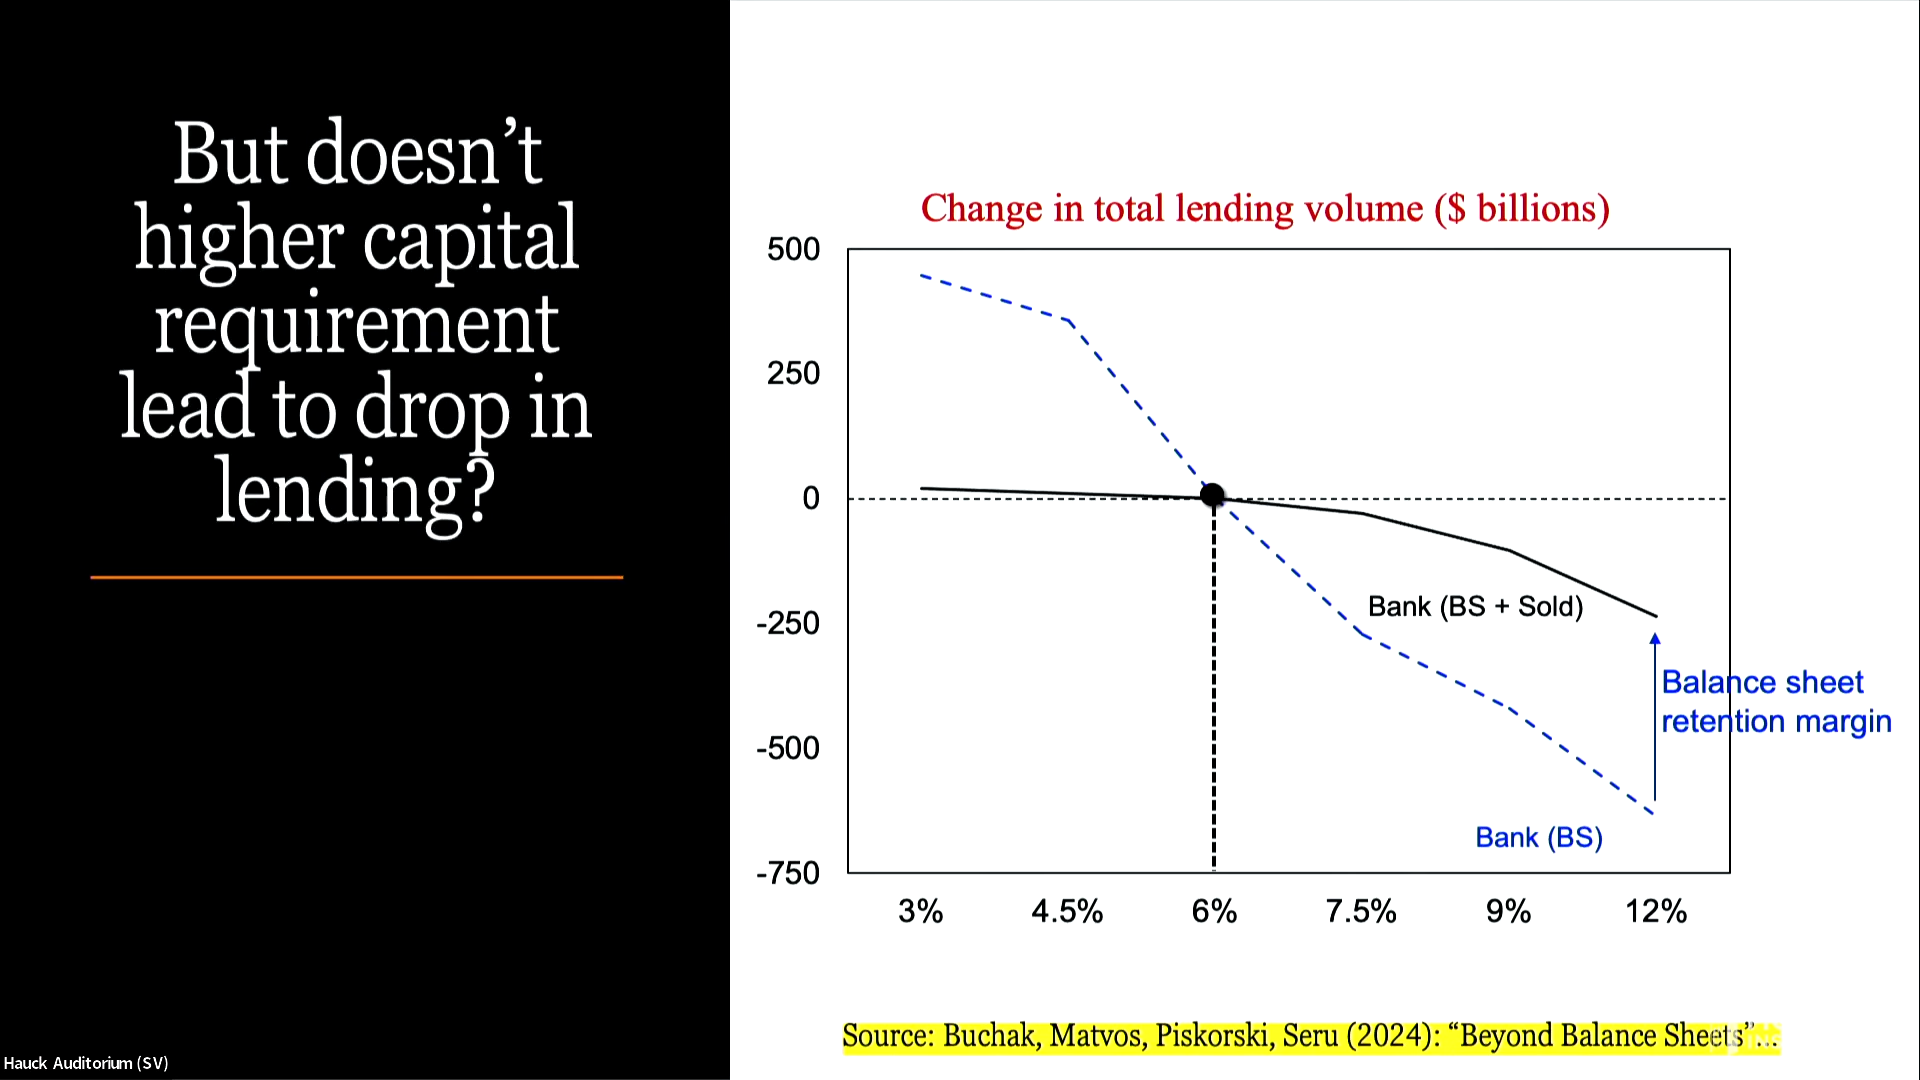 But doesn’t
higher capital
requirement
lead to drop in
lending?
Change in total lending volume ($ billions)
500
250
0
-250
-500
-750
Bank (BS + Sold)
Balance sheet
retention margin
Bank (BS)
3% 4.5% 6% 7.5% 9% 12%
Source: Buchak, Matvos, Piskorski, Seru (2024): “Beyond Balance Sheets”...
Hauck Auditorium (SV)